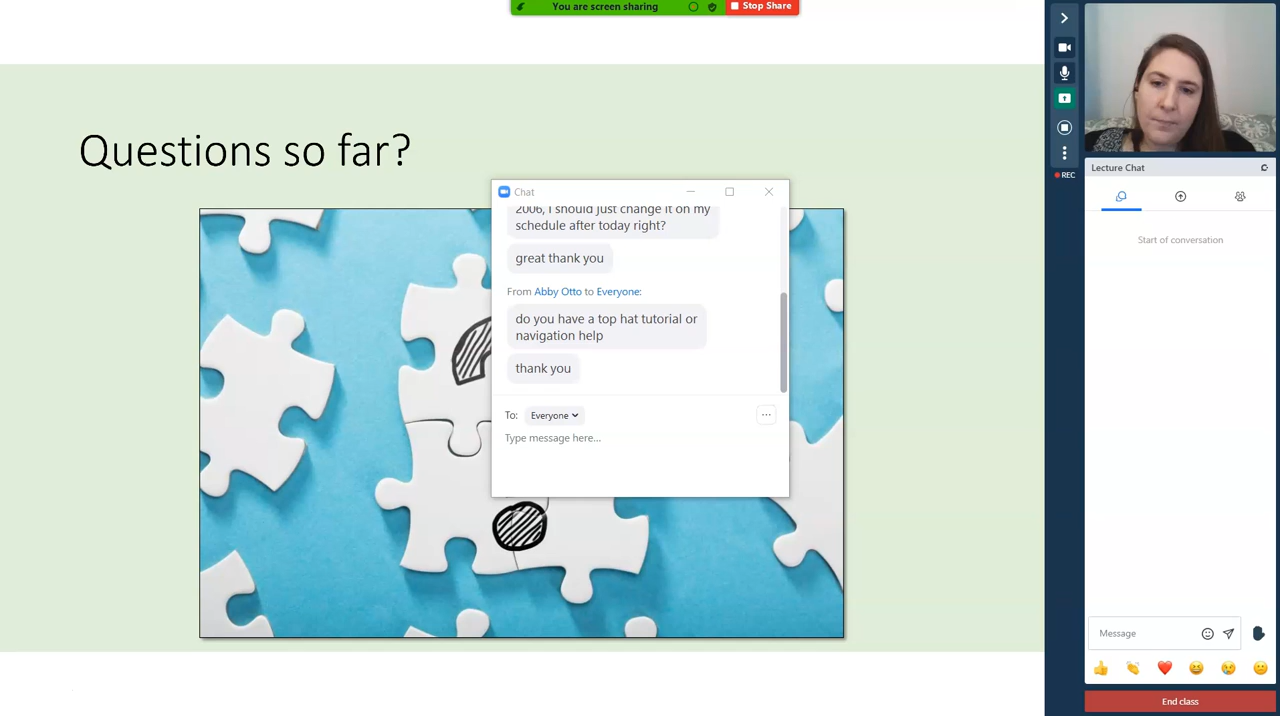 You are screen sharing
Stop Share
Questions so far?
Chat
2006, I should just change it on my
schedule after today right?
great thank you
From Abby Otto to Everyone:
do you have a top hat tutorial or
navigation help
thank you
To: Everyone
Type message here...
REC
Lecture Chat
Start of conversation
Message
End class